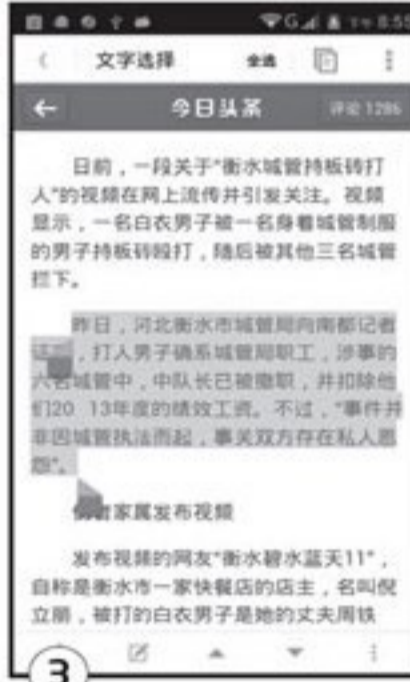 8:55
文字选择 全选
今日头条 评论 1286
日前，一段关于“衡水城管持板砖打
人”的视频在网上流传并引发关注。视频
显示，一名白衣男子被一名身着城管制服
的男子持板砖殴打，随后被其他三名城管
拦下。
昨日，河北衡水市城管局向南都记者
，打人男子确系城管局职工，涉事的
六名城管中，中队长已被撤职，并扣除他
们20 13年度的绩效工资。不过，“事件并
非因城管执法而起，事关双方存在私人恩
怨”。
者家属发布视频
发布视频的网友“衡水碧水蓝天11”，
自称是衡水市一家快餐店的店主，名叫倪
立丽，被打的白衣男子是她的丈夫周铁
3